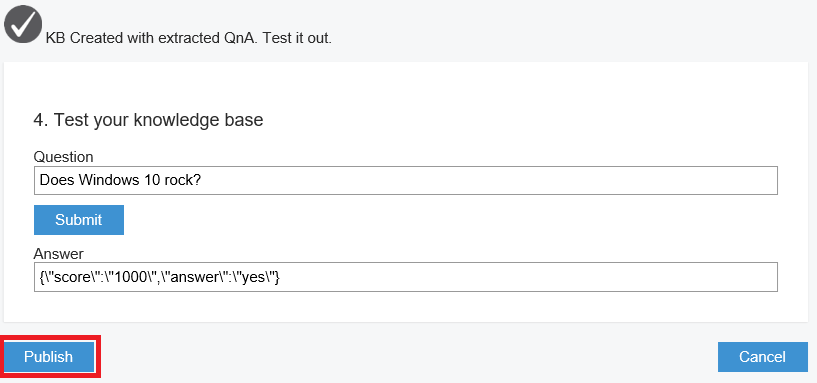 KB Created with extracted QnA. Test it out.
4. Test your knowledge base
Question
Does Windows 10 rock?
Submit
Answer
{\"score\":\"1000\",\"answer\":\"yes\"}
Publish
Cancel